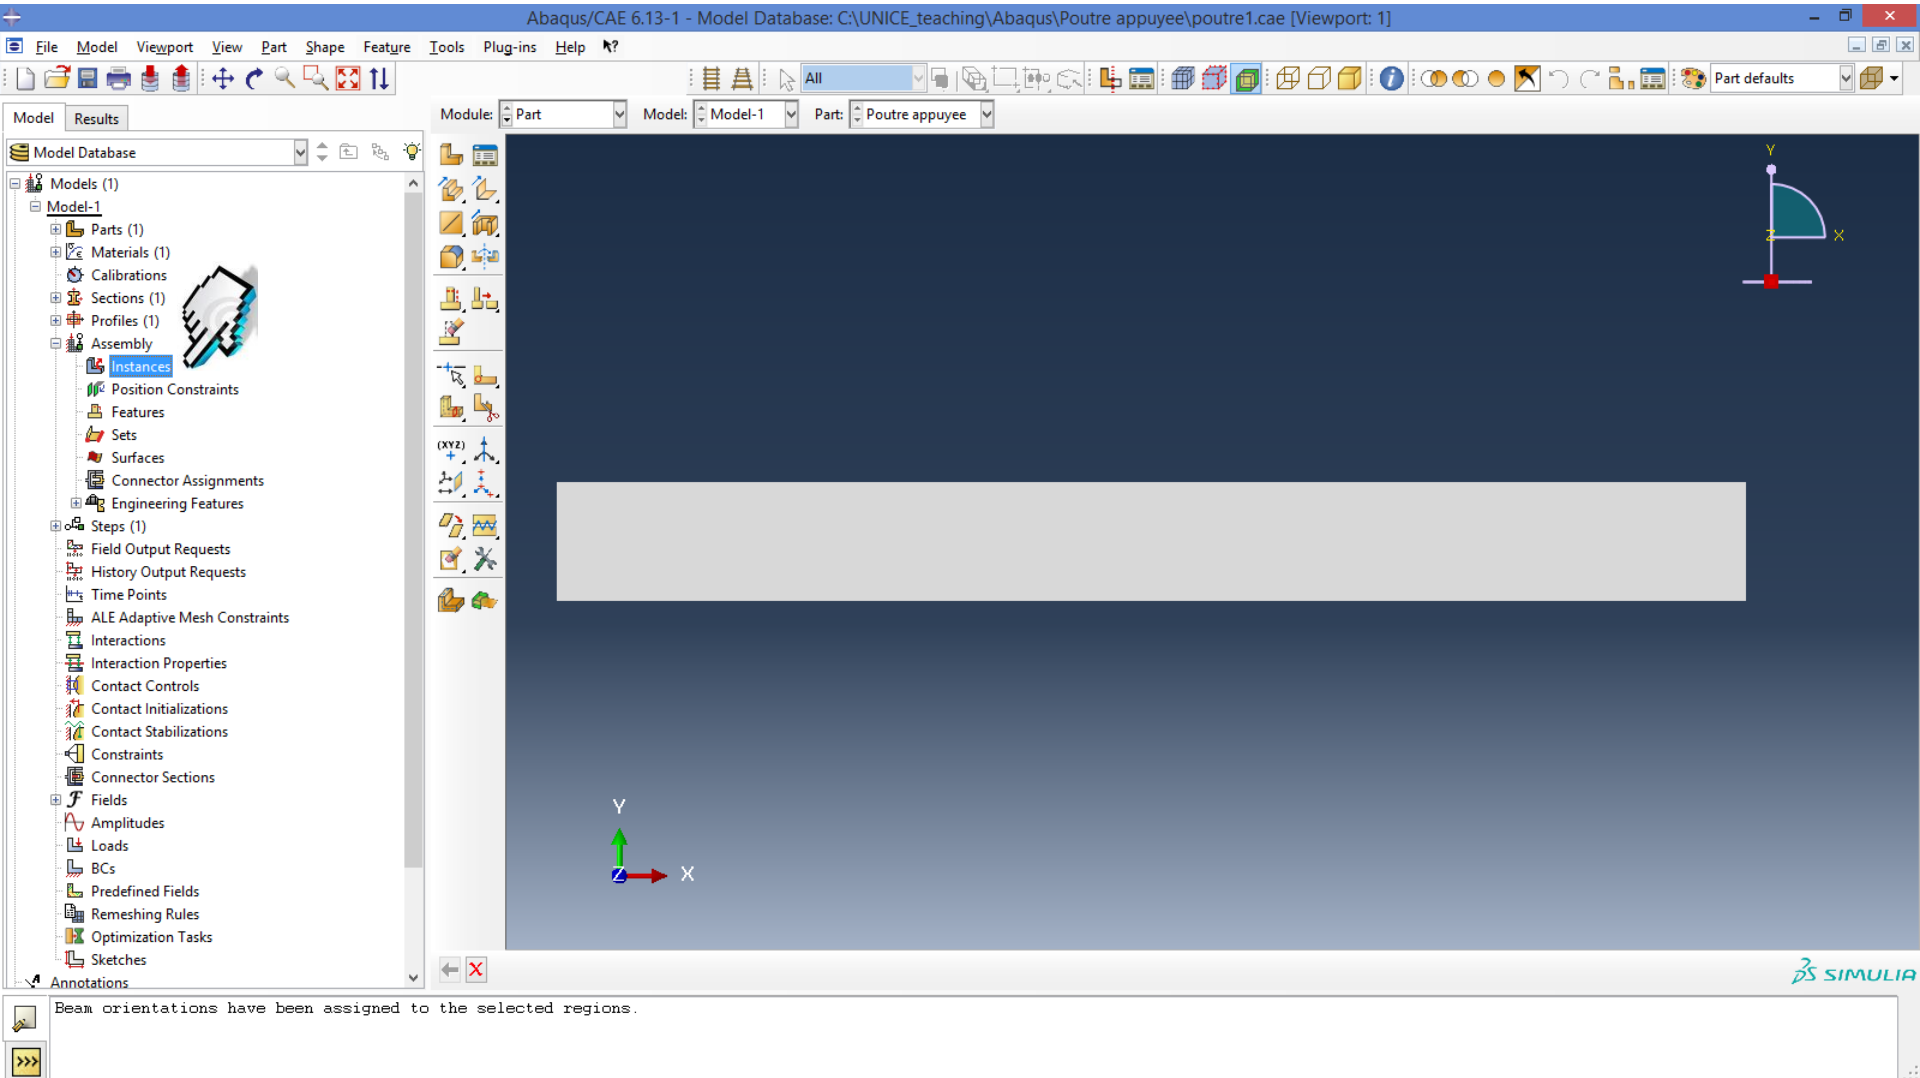 Abaqus/CAE 6.13-1 - Model Database: C:\UNICE_teaching\Abaqus\Poutre appuyee\poutre1.cae [Viewport: 1]
File Model Viewport View Part Shape Feature Tools Plug-ins Help ?
All
Part defaults
Model Results
Module: Part Model: Model-1 Part: Poutre appuyee
Model Database
Models (1)
Model-1
Parts (1)
Materials (1)
Calibrations
Sections (1)
Profiles (1)
Assembly
Instances
Position Constraints
Features
Sets
Surfaces
Connector Assignments
Engineering Features
Steps (1)
Field Output Requests
History Output Requests
Time Points
ALE Adaptive Mesh Constraints
Interactions
Interaction Properties
Contact Controls
Contact Initializations
Contact Stabilizations
Constraints
Connector Sections
Fields
Amplitudes
Loads
BCs
Predefined Fields
Remeshing Rules
Optimization Tasks
Sketches
Annotations
(XYZ)
Y
Z X
Y
Z X
SIMULIA
Beam orientations have been assigned to the selected regions.
>>>